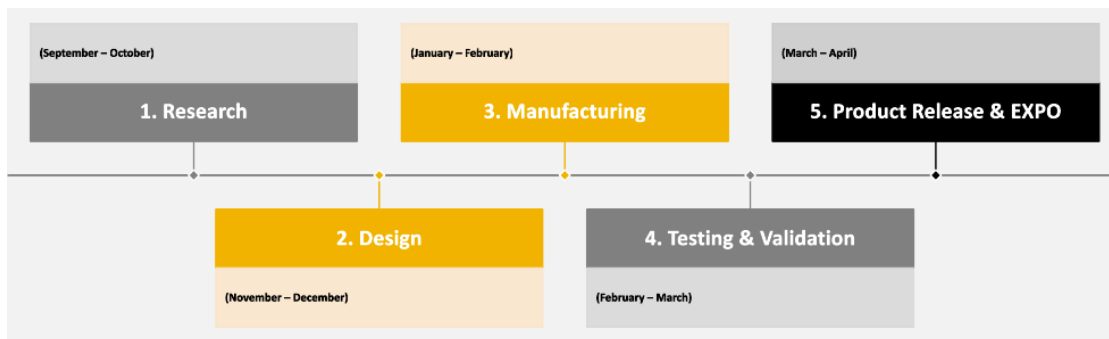 (September – October)
1. Research
(November – December)
2. Design
(January – February)
3. Manufacturing
(February – March)
4. Testing & Validation
(March – April)
5. Product Release & EXPO